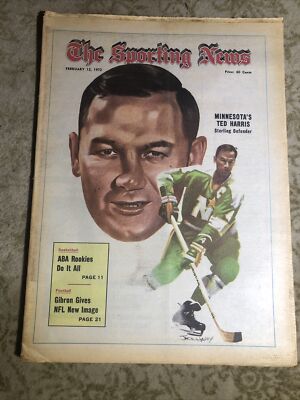 The Sporting News
FEBRUARY 12, 1972
Price: 50 Cents
MINNESOTA'S
TED HARRIS
Sterling Defender
N
Basketball
ABA Rookies
Do It All
PAGE 11
Football
Gibron Gives
NFL New Image
PAGE 21